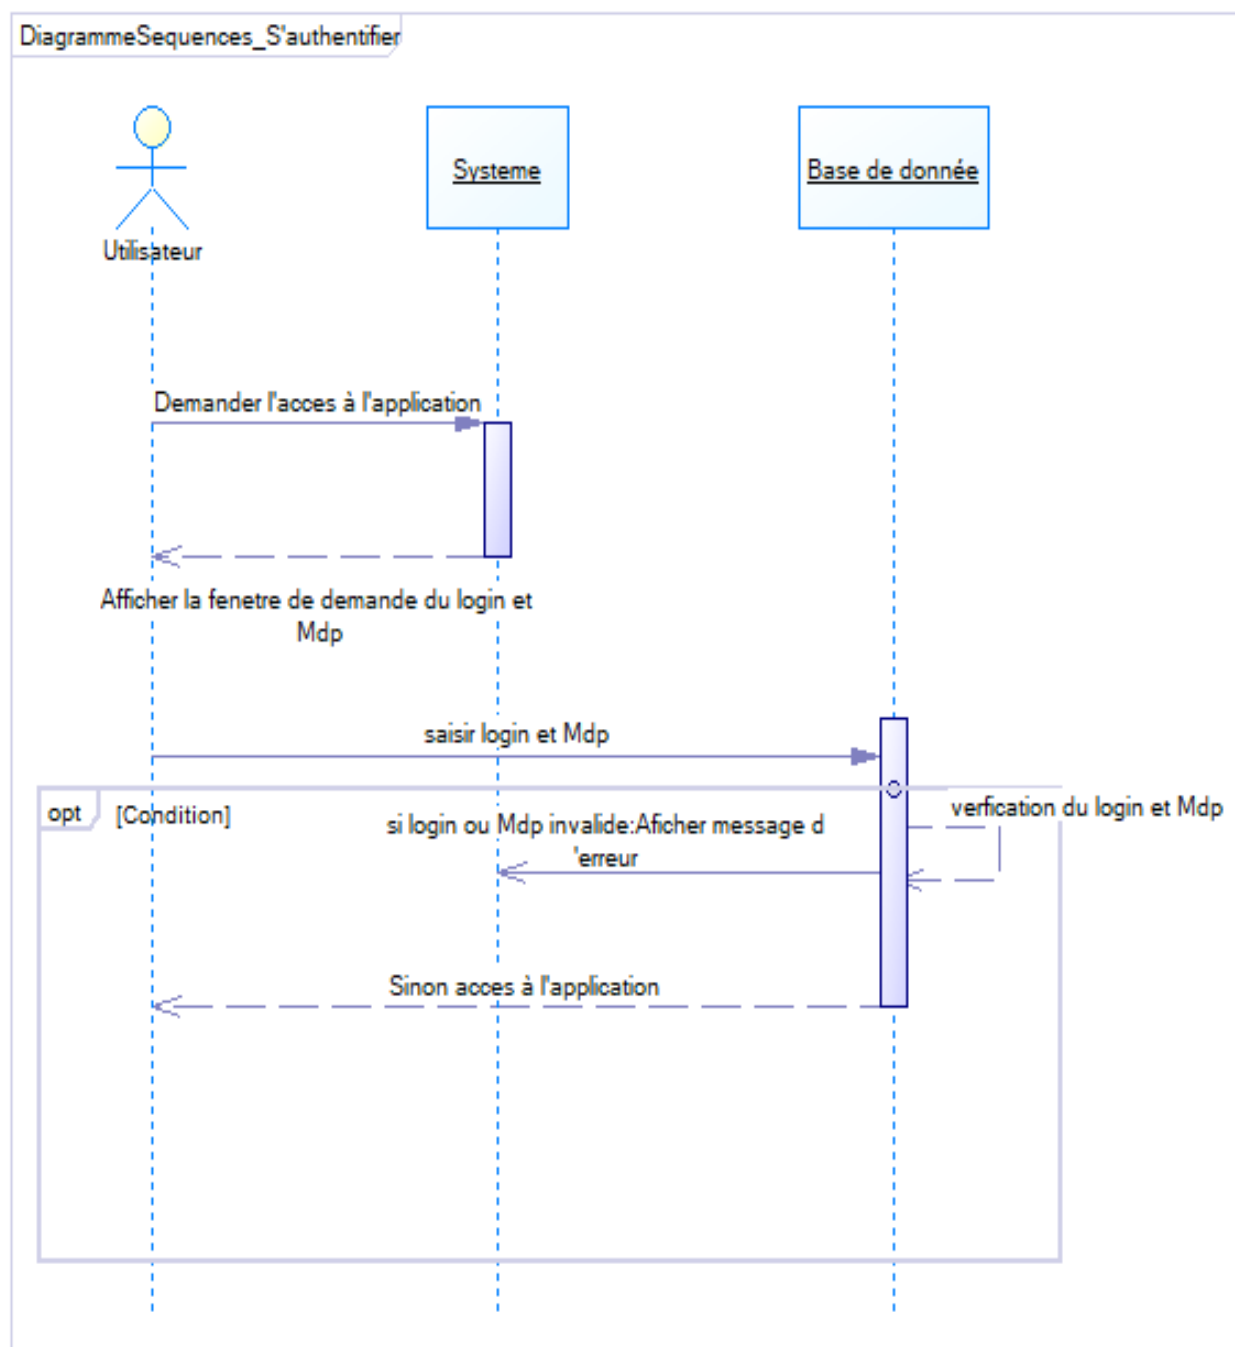 DiagrammeSequences_S'authentifier
Systeme
Base de donnée
Utilisateur
Demander l'acces à l'application
Afficher la fenetre de demande du login et
Mdp
saisir login et Mdp
opt
[Condition]
verfication du login et Mdp
si login ou Mdp invalide:Aficher message d
'erreur
Sinon acces à l'application